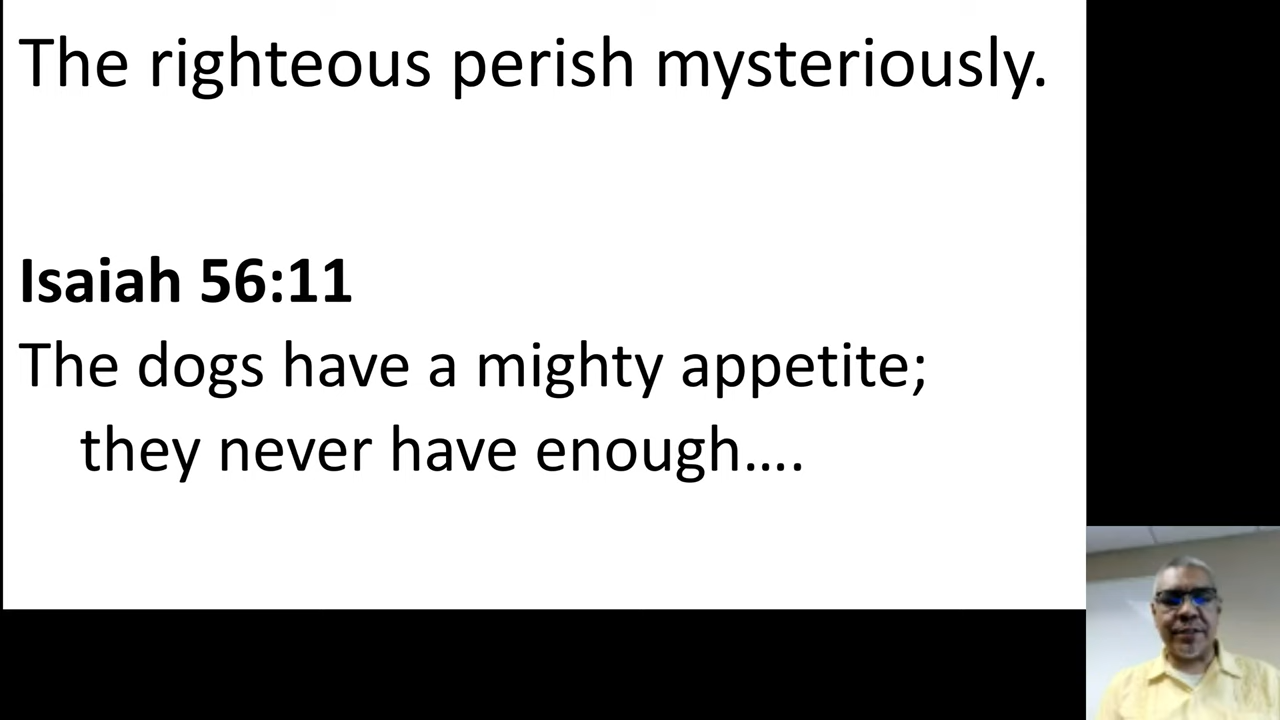 The righteous perish mysteriously.
Isaiah 56:11
The dogs have a mighty appetite;
they never have enough….